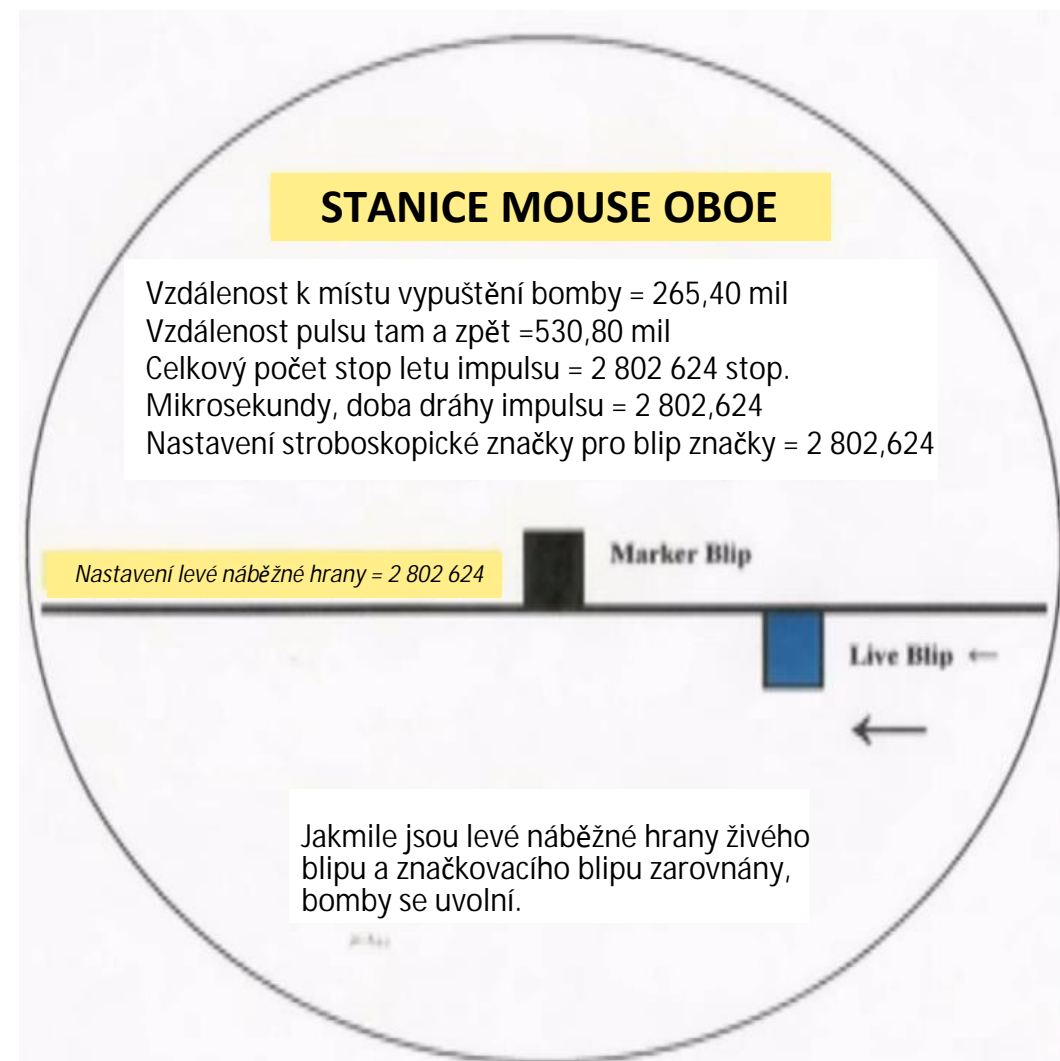 STANICE MOUSE OBOE
Vzdálenost k místu vypuštění bomby = 265,40 mil
Vzdálenost pulsu tam a zpět =530,80 mil
Celkový počet stop letu impulsu = 2 802 624 stop.
Mikrosekundy, doba dráhy impulsu = 2 802,624
Nastavení stroboskopické značky pro blip značky = 2 802,624
Marker Blip
Nastavení levé náběžné hrany = 2 802 624
Live Blip ←
Jakmile jsou levé náběžné hrany živého
blipu a značkovacího blipu zarovnány,
bomby se uvolní.